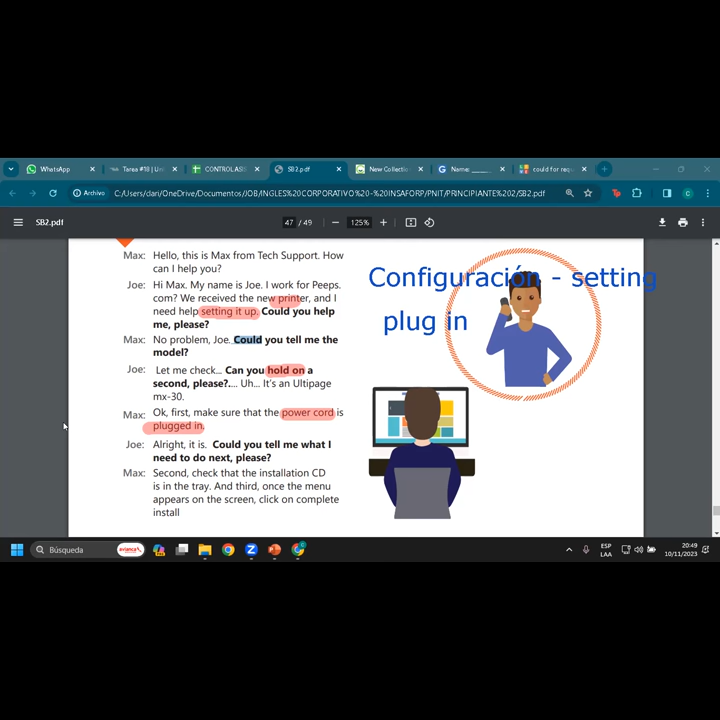 WhatsApp
Tarea #18 | Un
CONTROL ASIS
SB2.pdf
New Collectio
Name: ______
could for requ
Archivo
C:/Users/dari/OneDrive/Documentos/JOB/INGLES%20CORPORATIVO%20-%20INSAFORP/PNIT/PRINCIPIANTE%202/SB2.pdf
SB2.pdf
47 / 49
125%
Max: Hello, this is Max from Tech Support. How
can I help you?
Joe: Hi Max. My name is Joe. I work for Peeps.
com? We received the new printer, and I
need help setting it up. Could you help
me, please?
Max: No problem, Joe. Could you tell me the
model?
Joe: Let me check... Can you hold on a
second, please?.... Uh... It's an Ultipage
mx-30.
Max: Ok, first, make sure that the power cord is
plugged in.
Joe: Alright, it is. Could you tell me what I
need to do next, please?
Max: Second, check that the installation CD
is in the tray. And third, once the menu
appears on the screen, click on complete
install
Configuración - setting
plug in
Búsqueda
avianca
ESP
LAA
20:49
10/11/2023